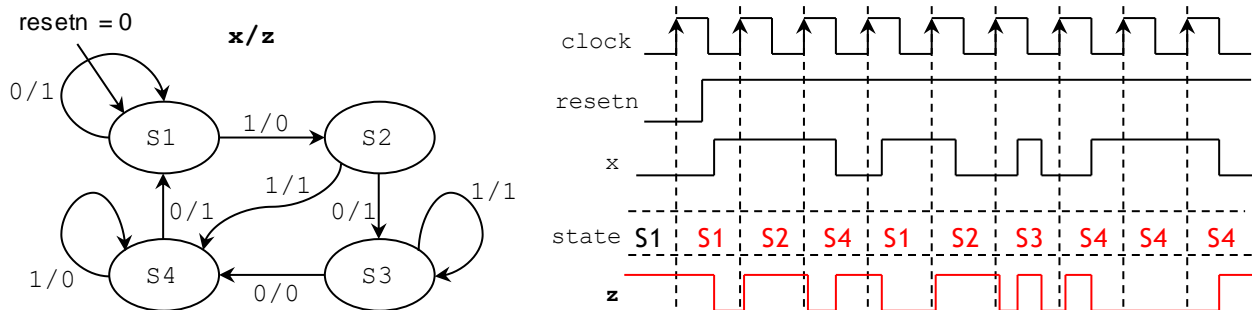 resetn = 0
x/z
0/1
S1
1/0
S2
1/1
0/1
0/1
1/1
S4
1/0
0/0
S3
clock
resetn
x
state S1 S1 S2 S4 S1 S2 S3 S4 S4 S4
z